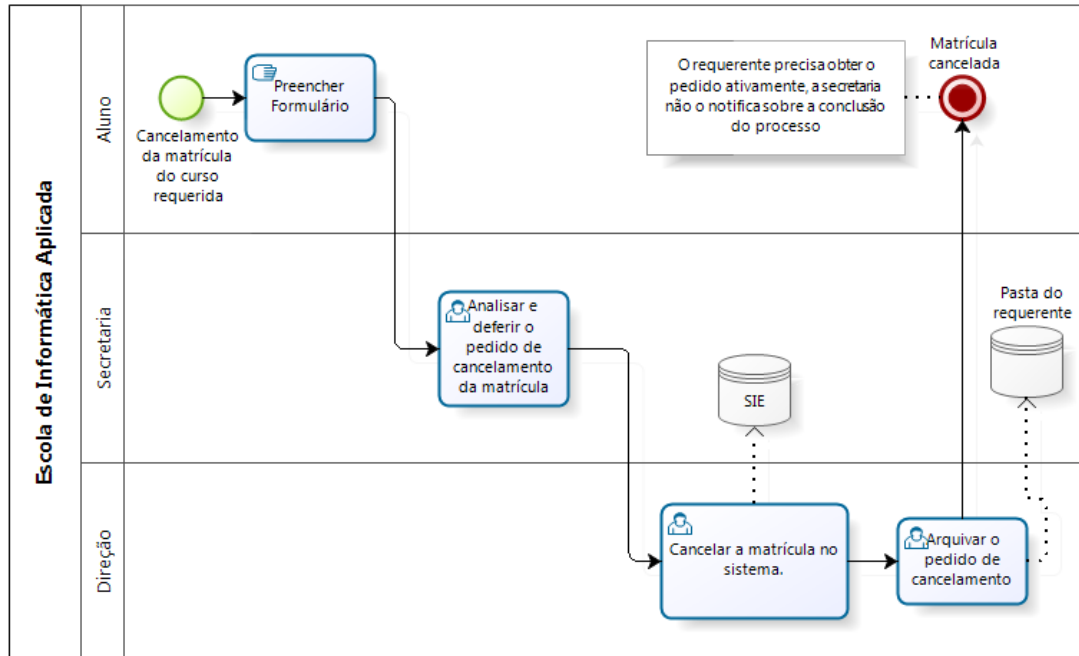 Escola de Informática Aplicada
Aluno
Cancelamento
da matrícula
do curso
requerida
Preencher
Formulário
O requerente precisa obter o
pedido ativamente, a secretaria
não o notifica sobre a conclusão
do processo
Matrícula
cancelada
Secretaria
Analisar e
deferir o
pedido de
cancelamento
da matrícula
SIE
Pasta do
requerente
Direção
Cancelar a matrícula no
sistema.
Arquivar o
pedido de
cancelamento